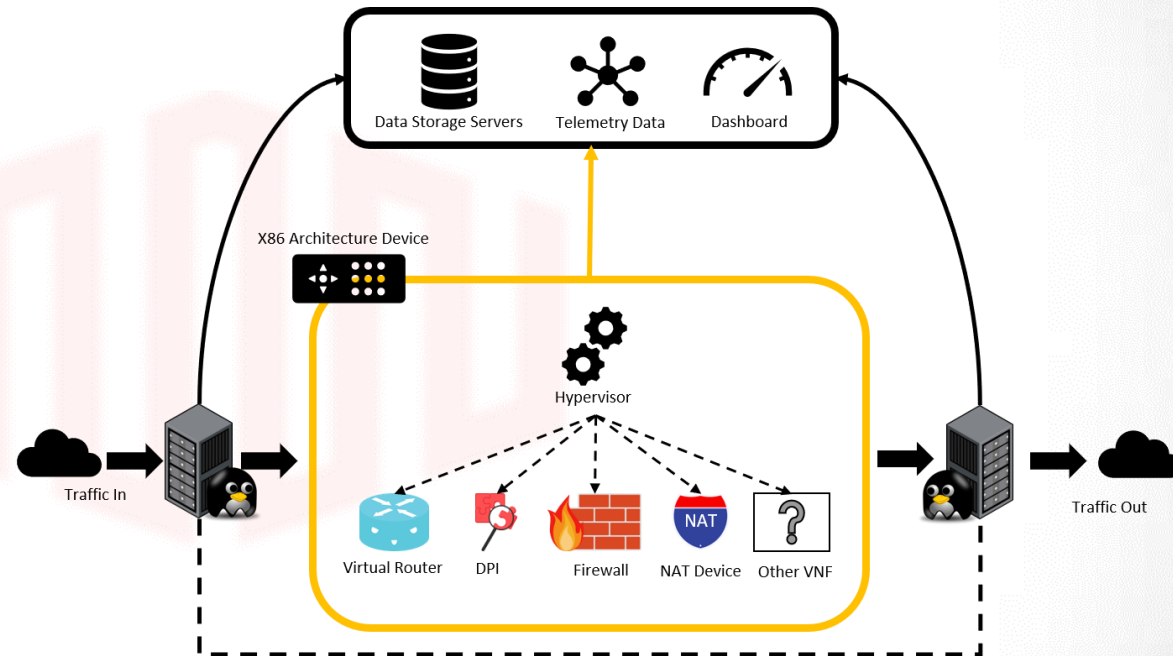 Data Storage Servers
Telemetry Data
Dashboard
X86 Architecture Device
Hypervisor
Traffic In
Traffic Out
NAT
Virtual Router
DPI
Firewall
NAT Device
Other VNF
?